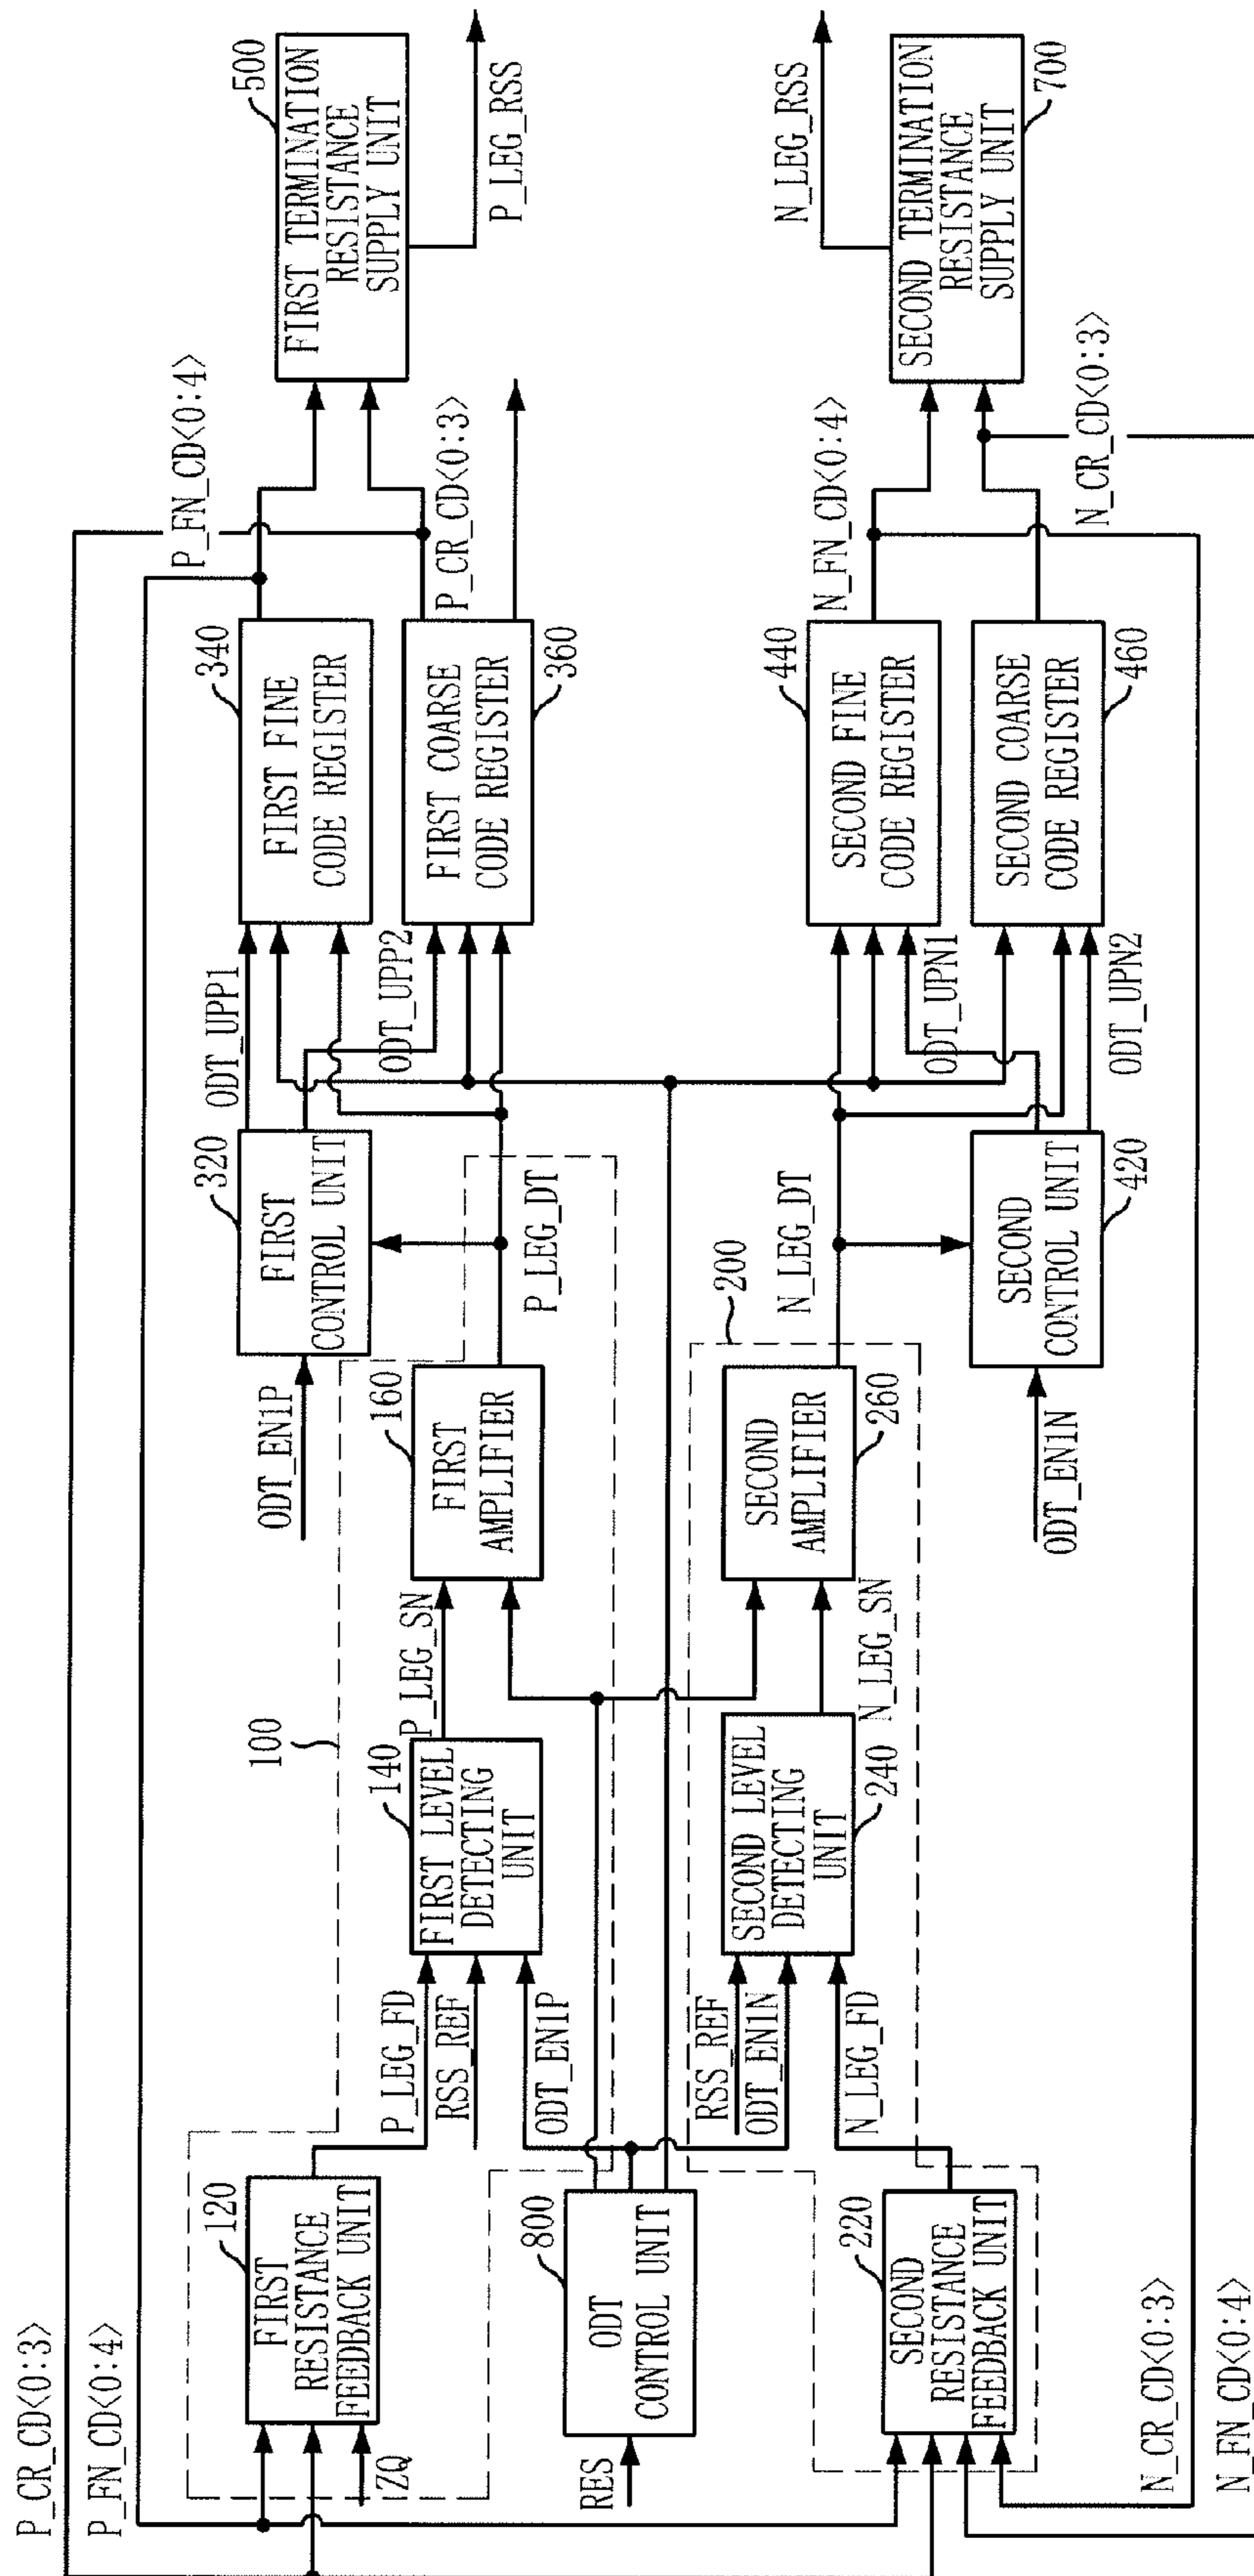 P_CR_CD<0:3>
P_FN_CD<0:4>
120
FIRST
RESISTANCE
FEEDBACK UNIT
ZQ
P_LEG_FD
RSS_REF
ODT_EN1P
100
140
FIRST LEVEL
DETECTING
UNIT
P_LEG_SN
160
FIRST
AMPLIFIER
P_LEG_DT
ODT_EN1P
320
FIRST
CONTROL UNIT
ODT_UPP1
ODT_UPP2
340
FIRST FINE
CODE REGISTER
FIRST COARSE
CODE REGISTER
360
P_FN_CD<0:4>
P_CR_CD<0:3>
500
FIRST TERMINATION
RESISTANCE
SUPPLY UNIT
P_LEG_RSS
RES
800
ODT
CONTROL UNIT
220
SECOND
RESISTANCE
FEEDBACK UNIT
N_CR_CD<0:3>
N_FN_CD<0:4>
RSS_REF
ODT_EN1N
N_LEG_FD
SECOND LEVEL
DETECTING
UNIT
240
N_LEG_SN
200
SECOND
AMPLIFIER
260
N_LEG_DT
ODT_EN1N
SECOND
CONTROL UNIT
420
ODT_UPN1
ODT_UPN2
440
SECOND FINE
CODE REGISTER
SECOND COARSE
CODE REGISTER
460
N_FN_CD<0:4>
N_CR_CD<0:3>
N_LEG_RSS
SECOND TERMINATION
RESISTANCE
SUPPLY UNIT
700